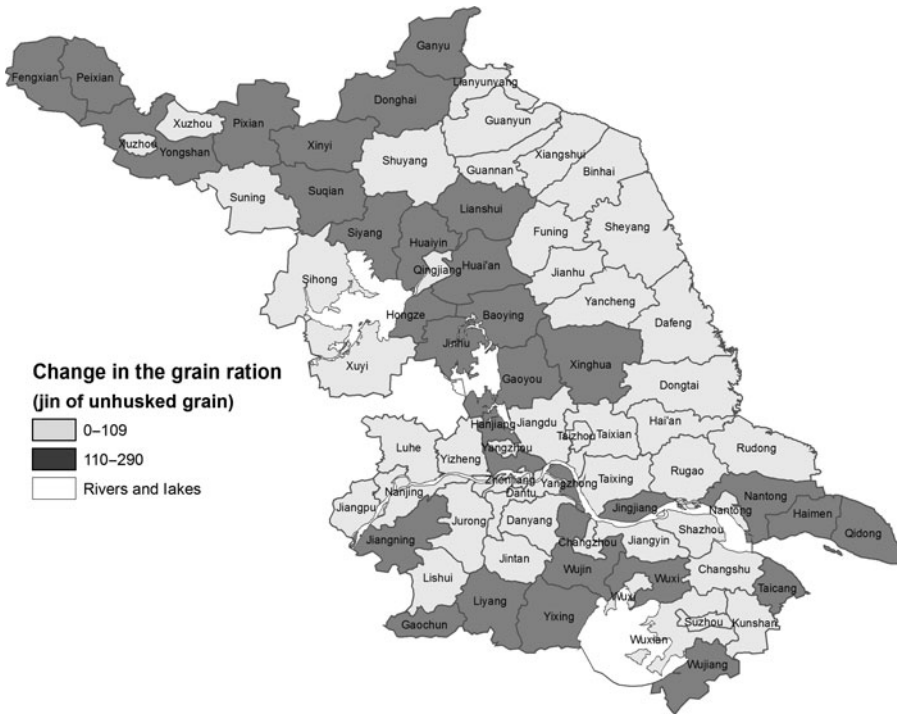 Ganyu
Fengxian
Peixian
Lianyunyang
Donghai
Guanyun
Xuzhou
Pixian
Xuzhou
Yongshan
Xinyi
Shuyang
Xiangshui
Guannan
Binhai
Suning
Suqian
Lianshui
Siyang
Funing
Sheyang
Huaiyin
Huai'an
Qingjiang
Jianhu
Sihong
Yancheng
Hongze
Baoying
Dafeng
Jinhu
Xuyi
Xinghua
Gaoyou
Dongtai
Change in the grain ration
(jin of unhusked grain)
0–109
110–290
Rivers and lakes
Hanjiang
Jiangdu
Taizhou
Taixian
Hai'an
Luhe
Yizheng
Yangzhou
Rudong
Zhenjiang
Yangzhong
Taixing
Rugao
Nanjing
Dantu
Jiangpu
Jingjiang
Nantong
Nantong
Haimen
Jurong
Danyang
Shazhou
Qidong
Jiangning
Changzhou
Jiangyin
Jintan
Wujin
Changshu
Lishui
Wuxi
Taicang
Liyang
Wuxi
Yixing
Gaochun
Suzhou
Kunshan
Wuxian
Wujiang